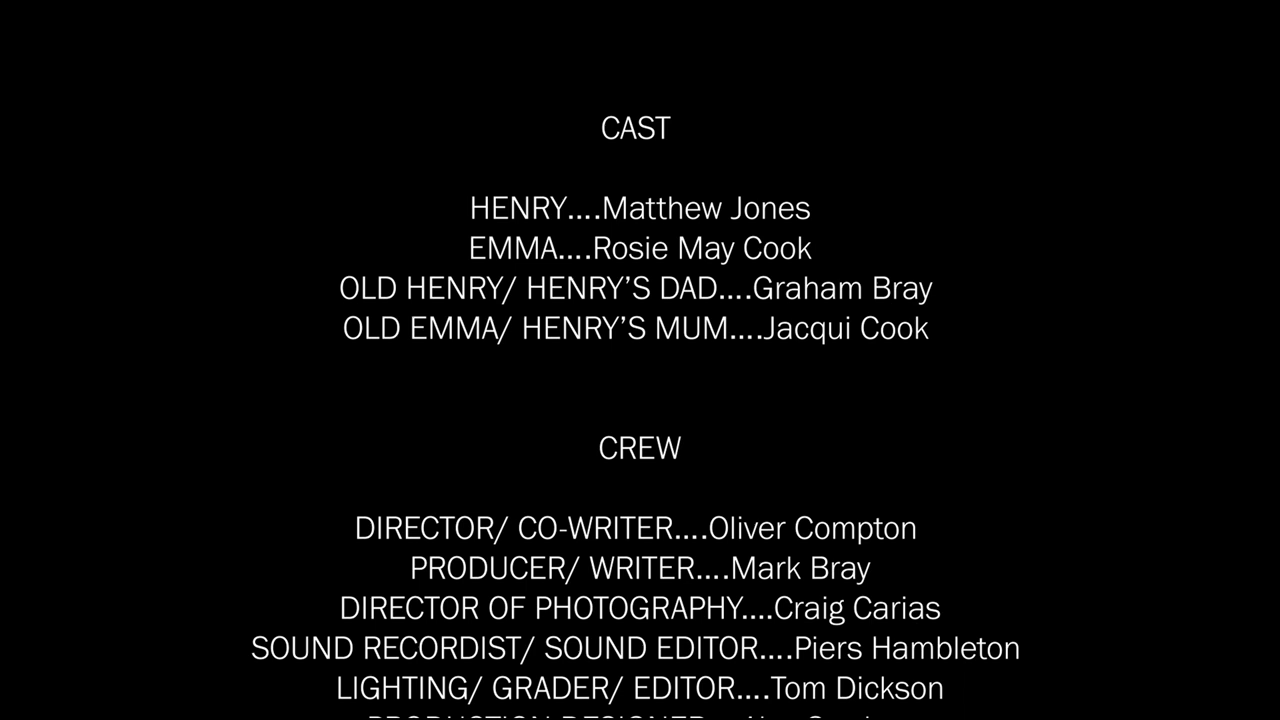 CAST
HENRY....Matthew Jones
EMMA....Rosie May Cook
OLD HENRY/ HENRY’S DAD....Graham Bray
OLD EMMA/ HENRY’S MUM....Jacqui Cook
CREW
DIRECTOR/ CO-WRITER....Oliver Compton
PRODUCER/ WRITER....Mark Bray
DIRECTOR OF PHOTOGRAPHY....Craig Carias
SOUND RECORDIST/ SOUND EDITOR....Piers Hambleton
LIGHTING/ GRADER/ EDITOR....Tom Dickson
PRODUCTION DESIGNER